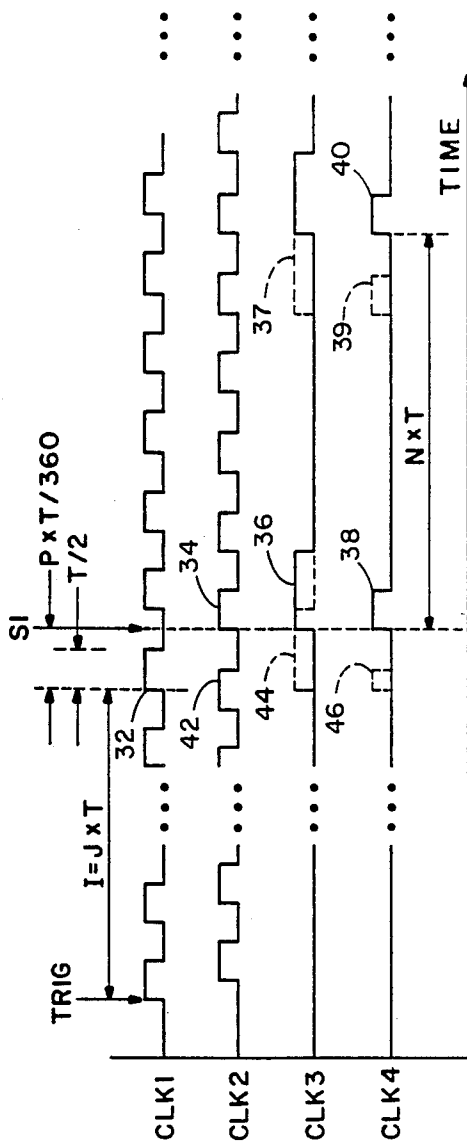 SI
P x T/360
T/2
I = J x T
TRIG
CLK1
32
CLK2
42
34
CLK3
44
36
37
CLK4
46
38
39
40
N x T
TIME